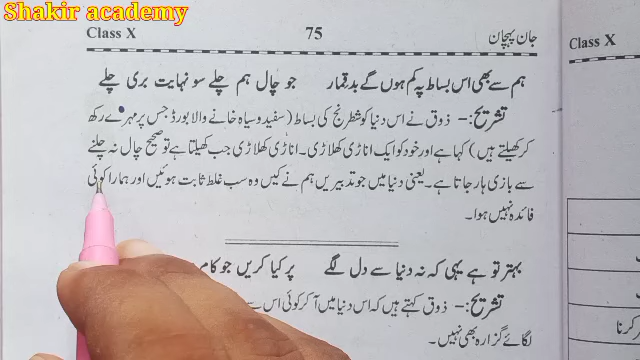 Shakir academy
Class X 75 جان پہچان
Class X
ہم سے بھی اس بساط پہ کم ہوں گے بدقمار جو چال ہم چلے سو نہایت بری چلے
تشریح:- ذوق نے اس دنیا کو شطرنج کی بساط (سفید و سیاہ خانے والا بورڈ جس پر مہرے رکھ
کر کھیلتے ہیں) کہا ہے اور خود کو ایک اناڑی کھلاڑی۔ اناڑی کھلاڑی جب کھیلتا ہے تو صحیح چال نہ چلنے
سے بازی ہار جاتا ہے۔ یعنی دنیا میں جو تدبیریں ہم نے کیں وہ سب غلط ثابت ہوئیں اور ہمارا کوئی
فائدہ نہیں ہوا۔
بہتر تو ہے یہی کہ نہ دنیا سے دل لگے پر کیا کریں جو کام
تشریح:- ذوق کہتے ہیں کہ اس دنیا میں آ کر کوئی اس سے
لگائے گزارہ بھی نہیں۔
کرنا